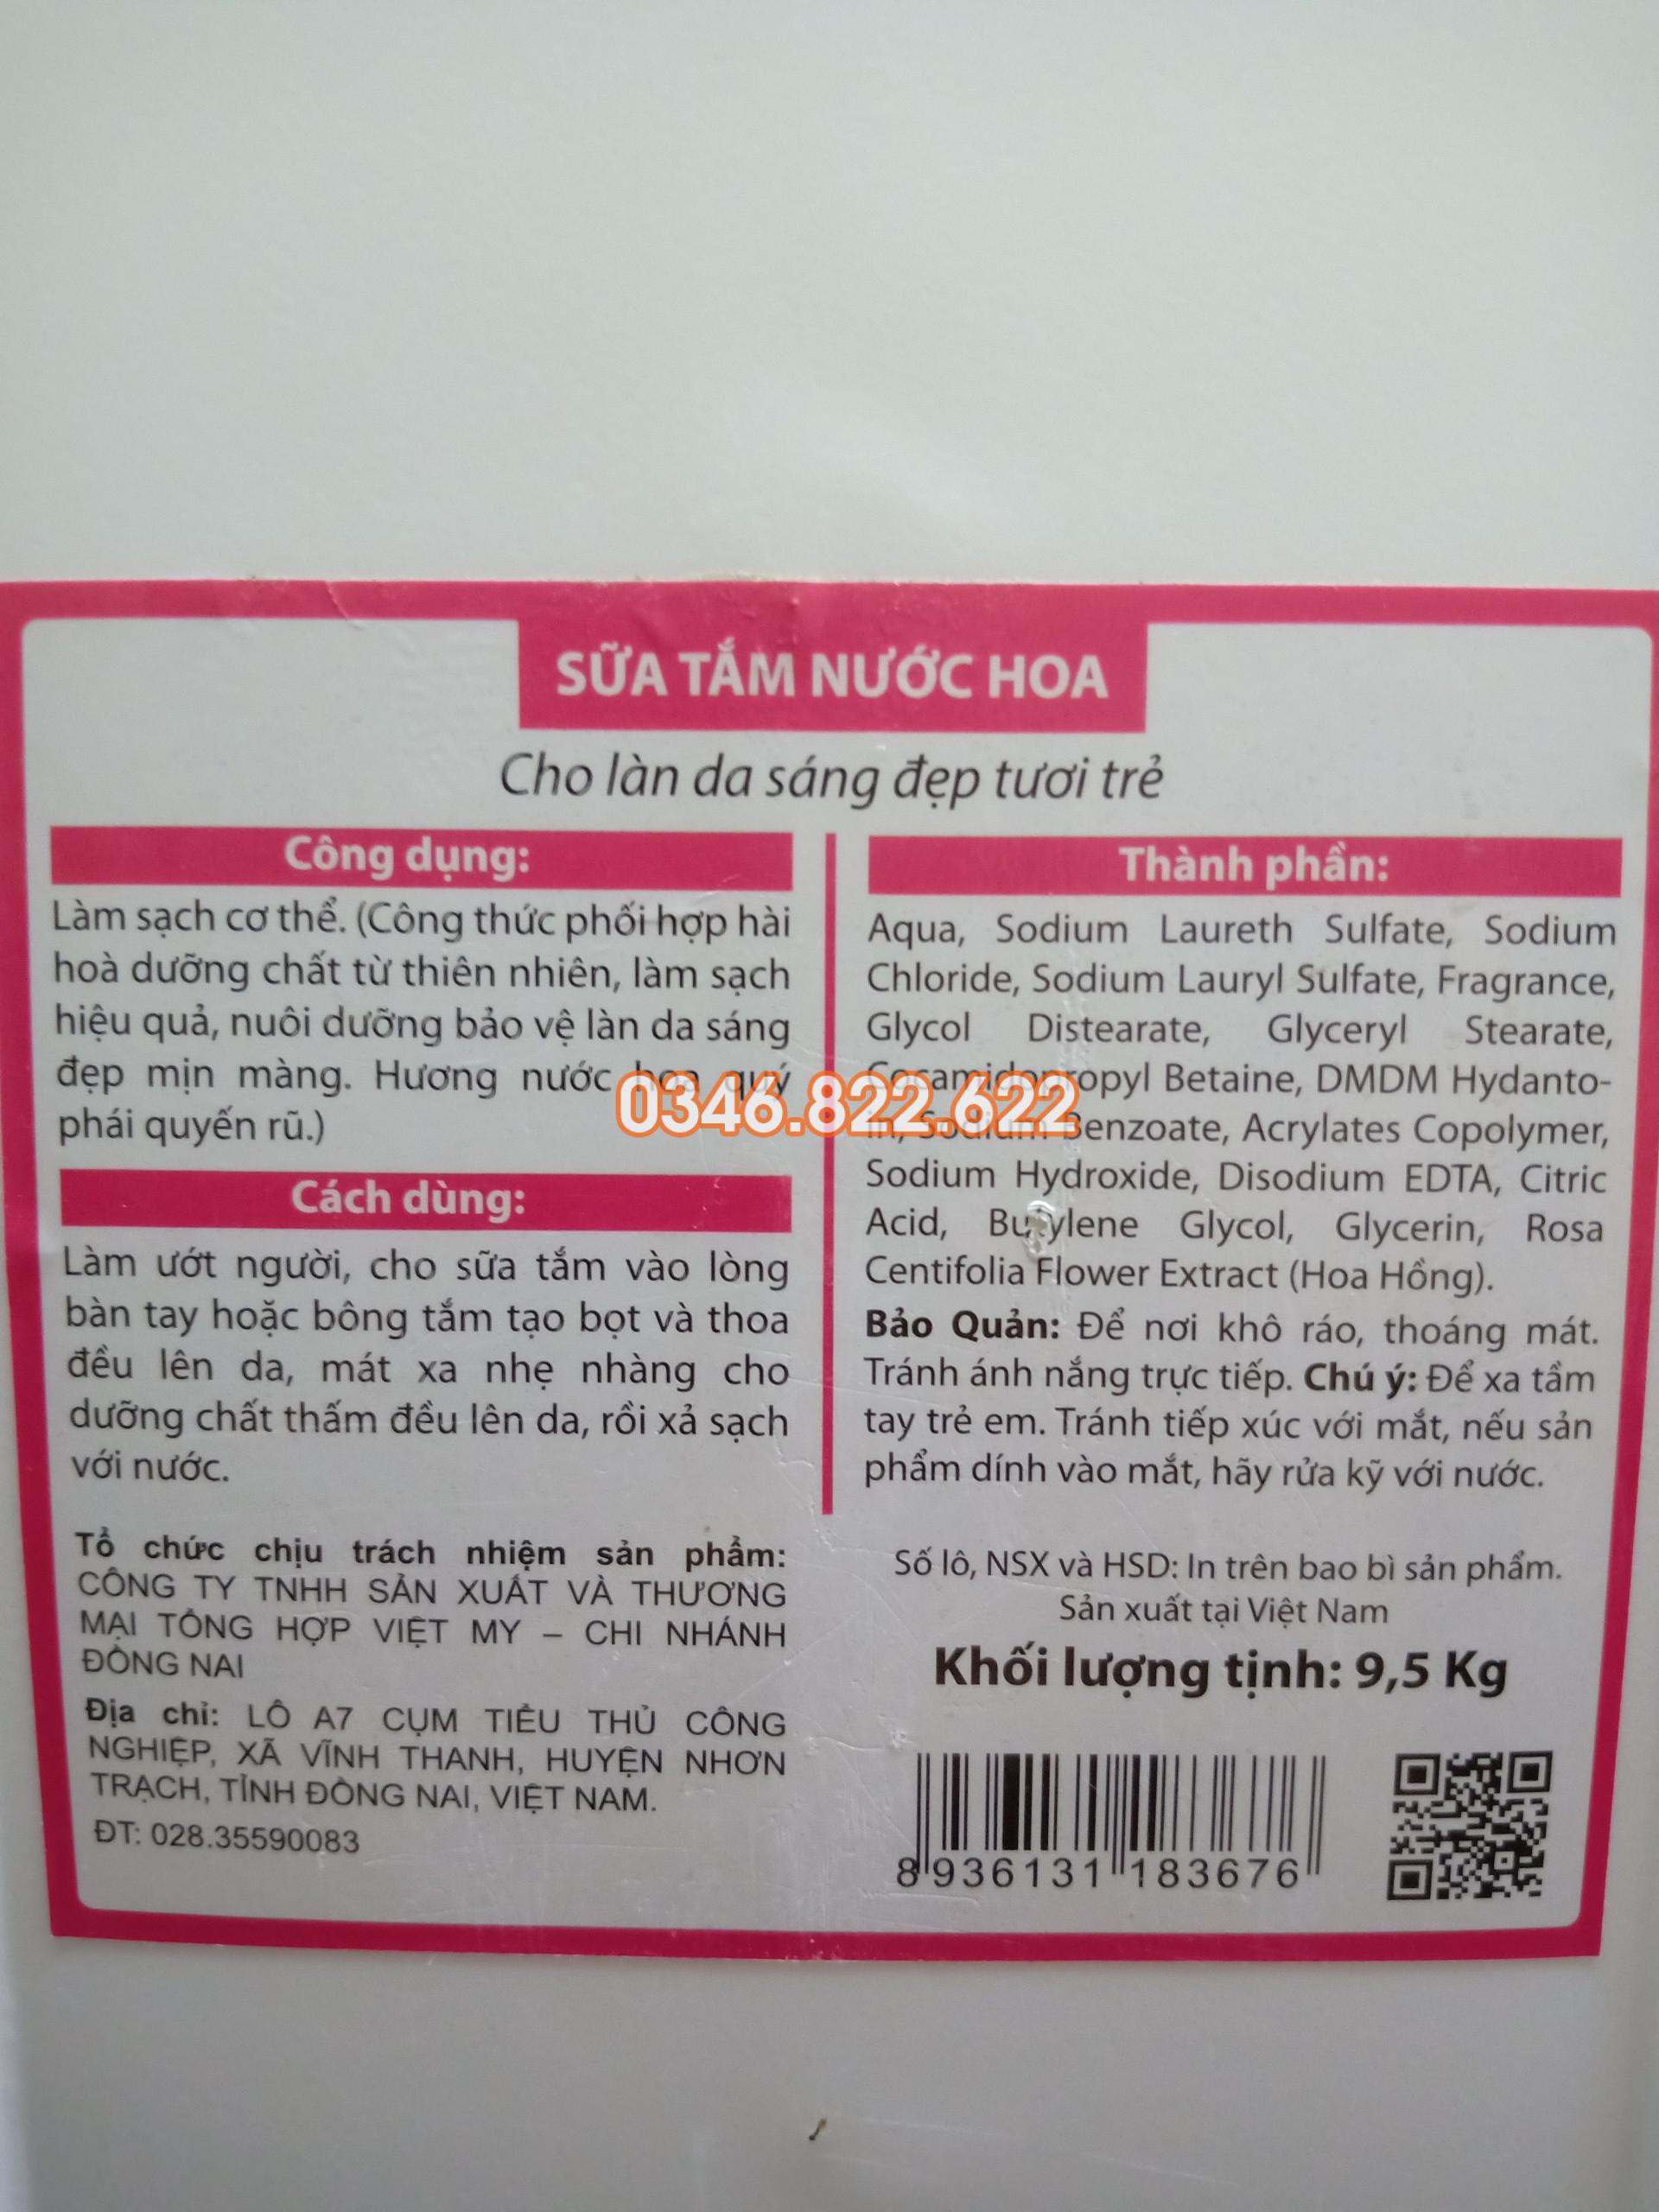 SỮA TẮM NƯỚC HOA
Cho làn da sáng đẹp tươi trẻ
Công dụng:
Làm sạch cơ thể. (Công thức phối hợp hài
hoà dưỡng chất từ thiên nhiên, làm sạch
hiệu quả, nuôi dưỡng bảo vệ làn da sáng
đẹp mịn màng. Hương nước hoa quý
phái quyến rũ.)
Cách dùng:
Làm ướt người, cho sữa tắm vào lòng
bàn tay hoặc bông tắm tạo bọt và thoa
đều lên da, mát xa nhẹ nhàng cho
dưỡng chất thấm đều lên da, rồi xả sạch
với nước.
Tổ chức chịu trách nhiệm sản phẩm:
CÔNG TY TNHH SẢN XUẤT VÀ THƯƠNG
MẠI TỔNG HỢP VIỆT MY – CHI NHÁNH
ĐỒNG NAI
Địa chỉ: LÔ A7 CỤM TIỂU THỦ CÔNG
NGHIỆP, XÃ VĨNH THANH, HUYỆN NHƠN
TRẠCH, TỈNH ĐỒNG NAI, VIỆT NAM.
ĐT: 028.35590083
Thành phần:
Aqua, Sodium Laureth Sulfate, Sodium
Chloride, Sodium Lauryl Sulfate, Fragrance,
Glycol Distearate, Glyceryl Stearate,
Cocamidopropyl Betaine, DMDM Hydanto-
in, Sodium Benzoate, Acrylates Copolymer,
Sodium Hydroxide, Disodium EDTA, Citric
Acid, Butylene Glycol, Glycerin, Rosa
Centifolia Flower Extract (Hoa Hồng).
Bảo Quản: Để nơi khô ráo, thoáng mát.
Tránh ánh nắng trực tiếp. Chú ý: Để xa tầm
tay trẻ em. Tránh tiếp xúc với mắt, nếu sản
phẩm dính vào mắt, hãy rửa kỹ với nước.
Số lô, NSX và HSD: In trên bao bì sản phẩm.
Sản xuất tại Việt Nam
Khối lượng tịnh: 9,5 Kg
8 936131 183676
0346.822.622